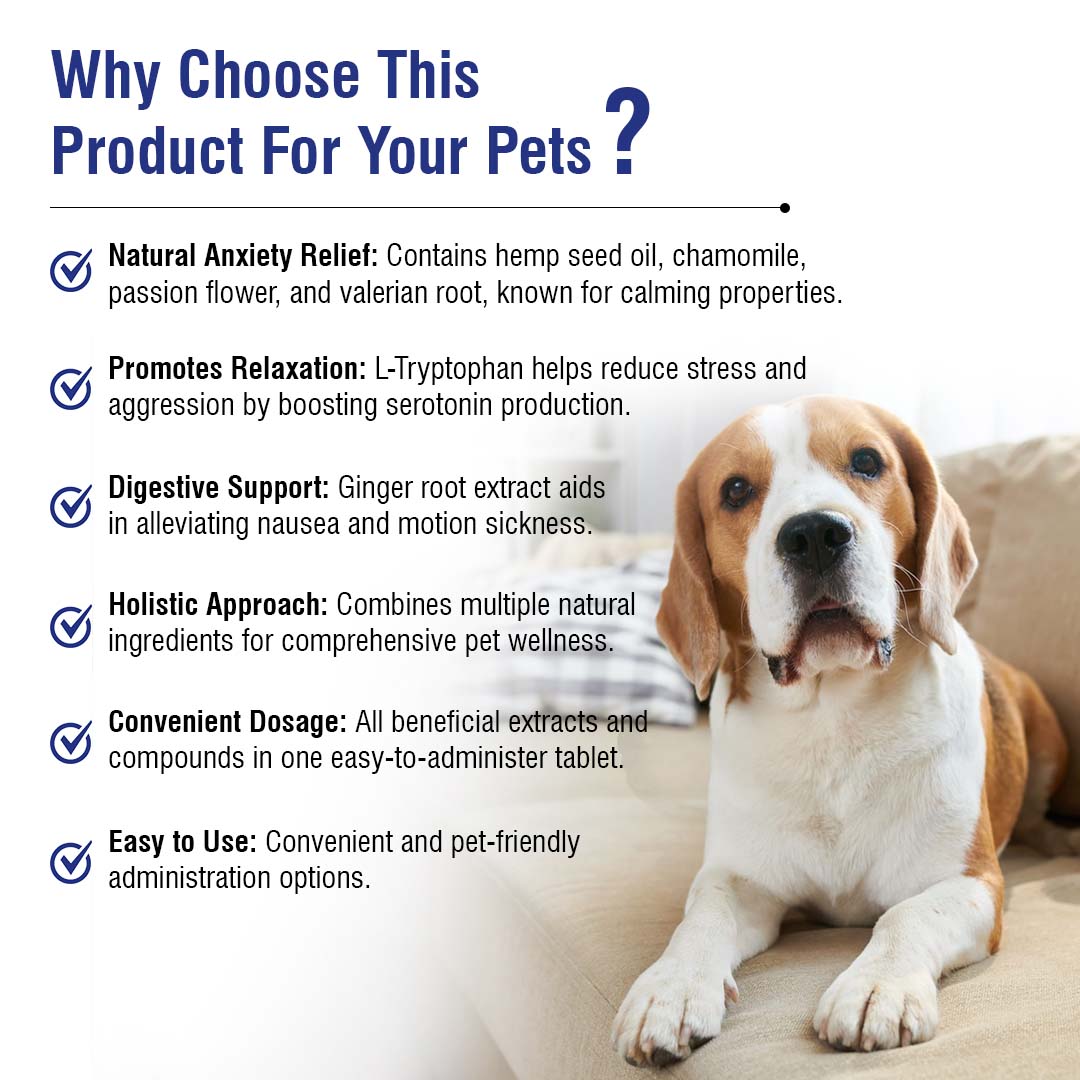 Why Choose This
Product For Your Pets ?
Natural Anxiety Relief: Contains hemp seed oil, chamomile,
passion flower, and valerian root, known for calming properties.
Promotes Relaxation: L-Tryptophan helps reduce stress and
aggression by boosting serotonin production.
Digestive Support: Ginger root extract aids
in alleviating nausea and motion sickness.
Holistic Approach: Combines multiple natural
ingredients for comprehensive pet wellness.
Convenient Dosage: All beneficial extracts and
compounds in one easy-to-administer tablet.
Easy to Use: Convenient and pet-friendly
administration options.